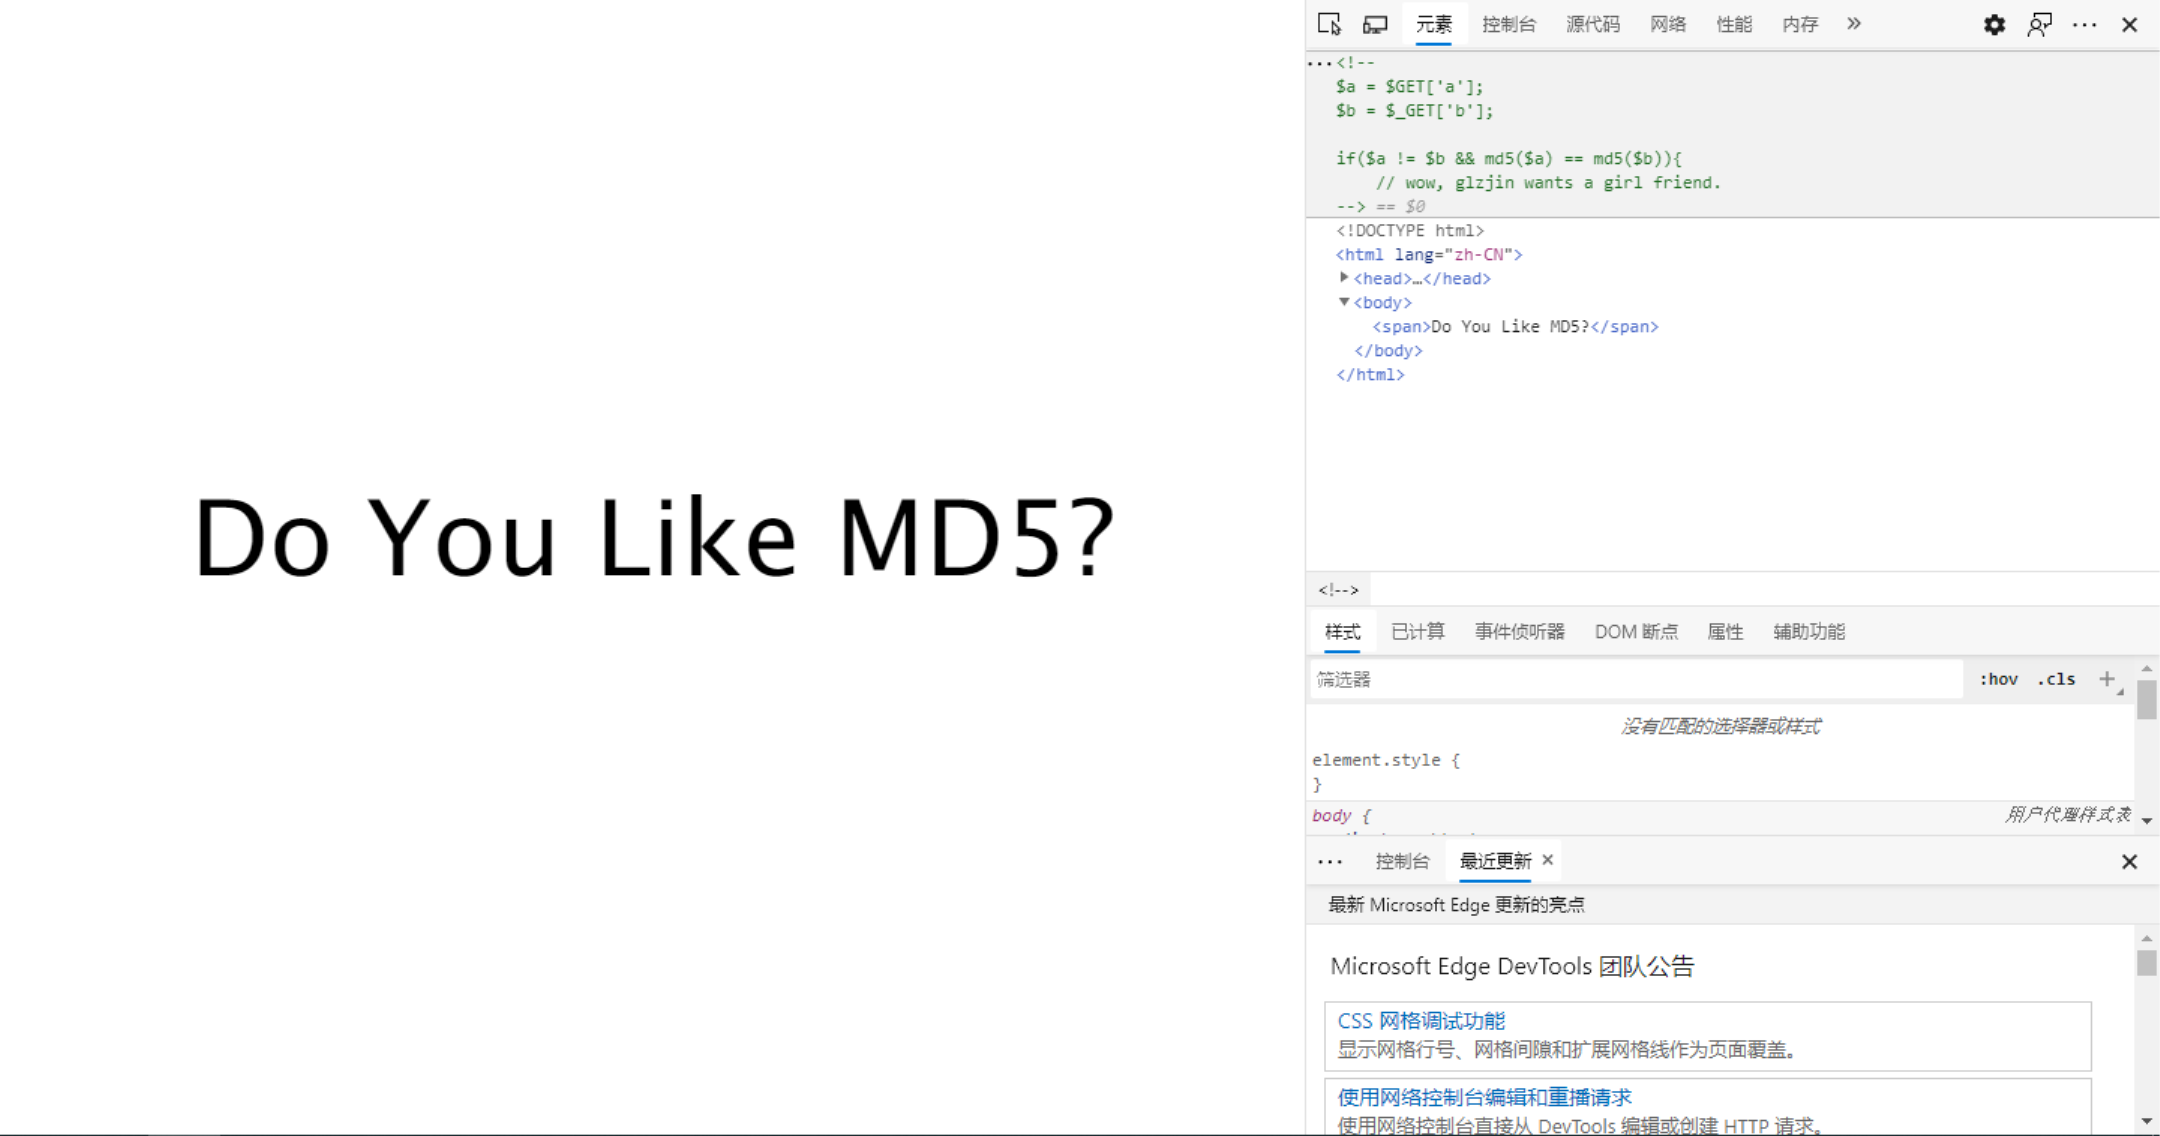 Do You Like MD5?
元素 控制台 源代码 网络 性能 内存 »
<!--
$a = $GET['a'];
$b = $_GET['b'];
if($a != $b && md5($a) == md5($b)){
// wow, glzjin wants a girl friend.
--> == $0
<!DOCTYPE html>
<html lang="zh-CN">
<head>…</head>
<body>
<span>Do You Like MD5?</span>
</body>
</html>
<!-->
样式 已计算 事件侦听器 DOM 断点 属性 辅助功能
筛选器 :hov .cls +
没有匹配的选择器或样式
element.style {
}
body { 用户代理样式表
控制台 最近更新 ×
最新 Microsoft Edge 更新的亮点
Microsoft Edge DevTools 团队公告
CSS 网格调试功能
显示网格行号、网格间隙和扩展网格线作为页面覆盖。
使用网络控制台编辑和重播请求
使用网络控制台直接从 DevTools 编辑或创建 HTTP 请求。